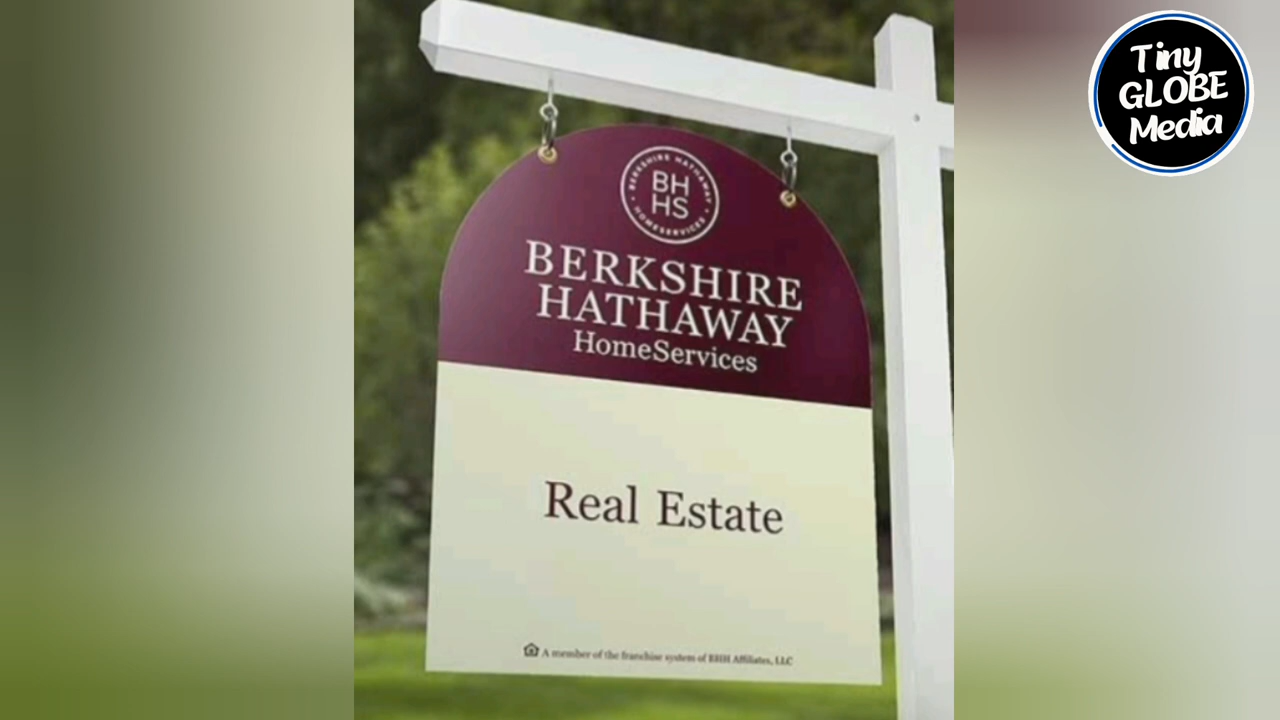 BERKSHIRE HATHAWAY
BH
HS
HOMESERVICES
BERKSHIRE
HATHAWAY
HomeServices
Real Estate
A member of the franchise system of BHH Affiliates, LLC
Tiny
GLOBE
Media